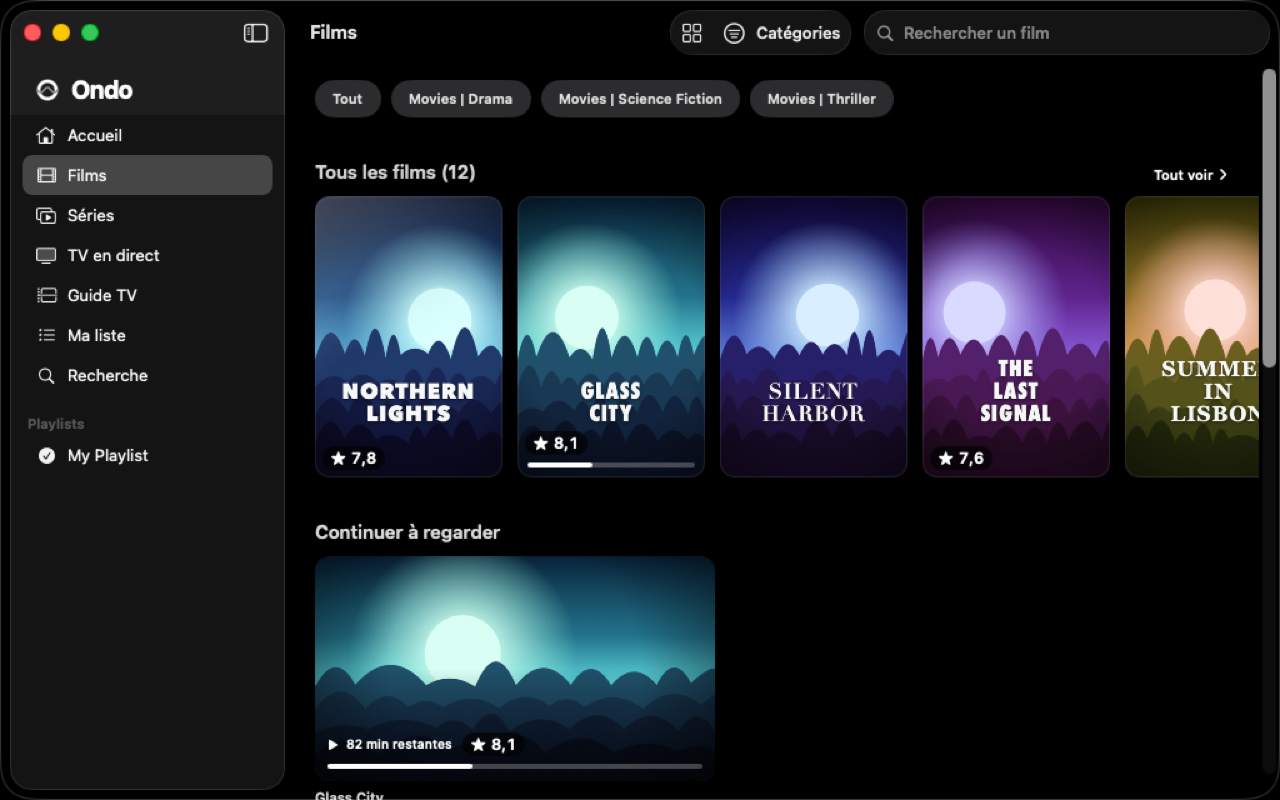 Films
Catégories
Rechercher un film
Ondo
Accueil
Films
Séries
TV en direct
Guide TV
Ma liste
Recherche
Playlists
My Playlist
Tout
Movies | Drama
Movies | Science Fiction
Movies | Thriller
Tous les films (12)
Tout voir
NORTHERN
LIGHTS
7,8
GLASS
CITY
8,1
SILENT
HARBOR
THE
LAST
SIGNAL
7,6
SUMME
IN
LISBON
Continuer à regarder
82 min restantes
8,1
Glass City